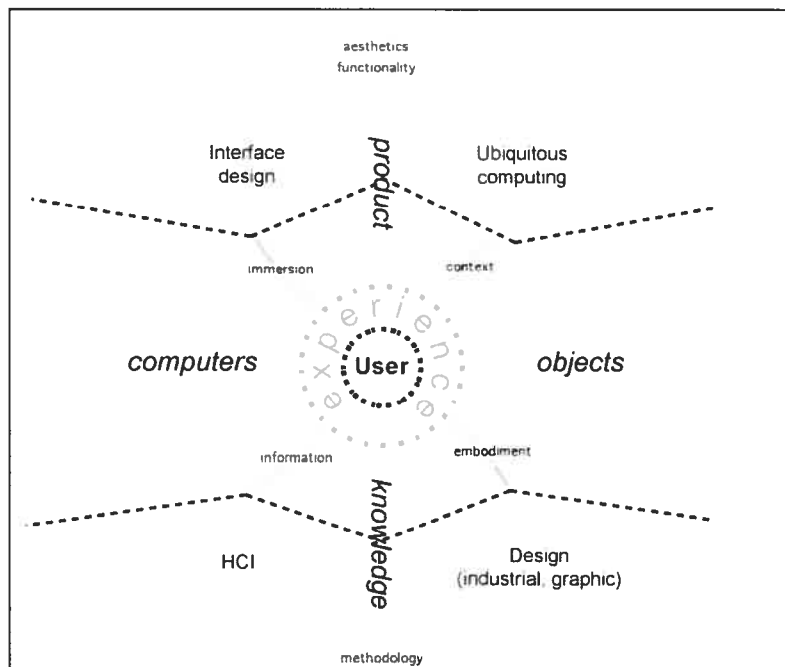 aesthetics
functionality
Interface
design
product
Ubiquitous
computing
immersion
context
experience
computers
User
objects
information
embodiment
knowledge
HCI
Design
(industrial, graphic)
methodology